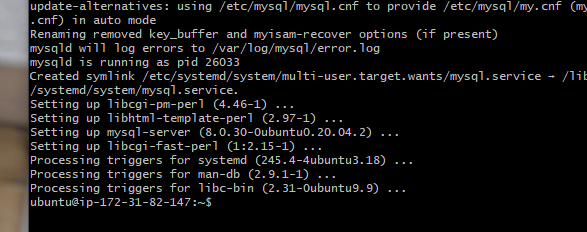 update-alternatives: using /etc/mysql/mysql.cnf to provide /etc/mysql/my.cnf (my
.cnf) in auto mode
Renaming removed key_buffer and myisam-recover options (if present)
mysqld will log errors to /var/log/mysql/error.log
mysqld is running as pid 26033
Created symlink /etc/systemd/system/multi-user.target.wants/mysql.service → /lib
/systemd/system/mysql.service.
Setting up libcgi-pm-perl (4.46-1) ...
Setting up libhtml-template-perl (2.97-1) ...
Setting up mysql-server (8.0.30-0ubuntu0.20.04.2) ...
Setting up libcgi-fast-perl (1:2.15-1) ...
Processing triggers for systemd (245.4-4ubuntu3.18) ...
Processing triggers for man-db (2.9.1-1) ...
Processing triggers for libc-bin (2.31-0ubuntu9.9) ...
ubuntu@ip-172-31-82-147:~$